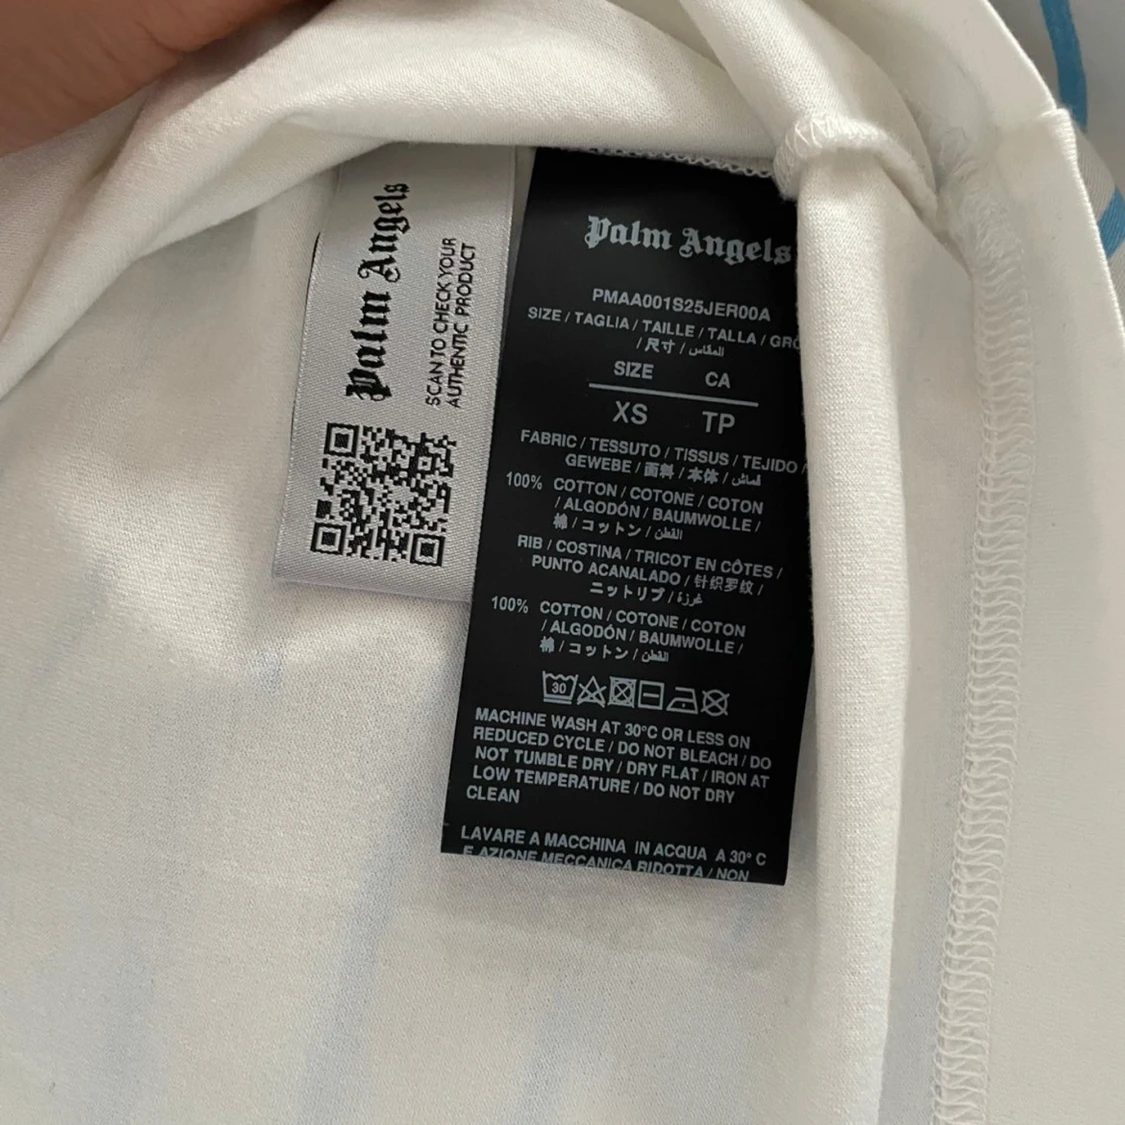 Palm Angels
SCAN TO CHECK YOUR
AUTHENTIC PRODUCT
Palm Angels
PMAA001S25JER00A
SIZE / TAGLIA / TAILLE / TALLA /
/ 尺寸 / المقاس
SIZE CA
XS TP
FABRIC / TESSUTO / TISSUS / TEJIDO /
GEWEBE / 面料 / 本体 / قماش
100% COTTON / COTONE / COTON
/ ALGODÓN / BAUMWOLLE /
棉 / コットン / القطن
RIB / COSTINA / TRICOT EN CÔTES /
PUNTO ACANALADO / 针织罗纹 /
ニットリブ / غرزة
100% COTTON / COTONE / COTON
/ ALGODÓN / BAUMWOLLE /
棉 / コットン / القطن
30
MACHINE WASH AT 30°C OR LESS ON
REDUCED CYCLE / DO NOT BLEACH / DO
NOT TUMBLE DRY / DRY FLAT / IRON AT
LOW TEMPERATURE / DO NOT DRY
CLEAN
LAVARE A MACCHINA IN ACQUA A 30° C
E AZIONE MECCANICA RIDOTTA / NON